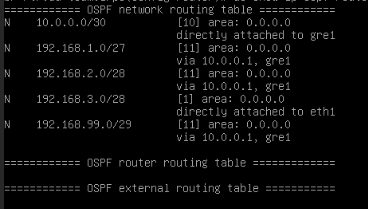 ============ OSPF network routing table ============
N    10.0.0.0/30           [10] area: 0.0.0.0
                           directly attached to gre1
N    192.168.1.0/27        [11] area: 0.0.0.0
                           via 10.0.0.1, gre1
N    192.168.2.0/28        [11] area: 0.0.0.0
                           via 10.0.0.1, gre1
N    192.168.3.0/28        [1] area: 0.0.0.0
                           directly attached to eth1
N    192.168.99.0/29       [11] area: 0.0.0.0
                           via 10.0.0.1, gre1
============ OSPF router routing table =============
============ OSPF external routing table ===========